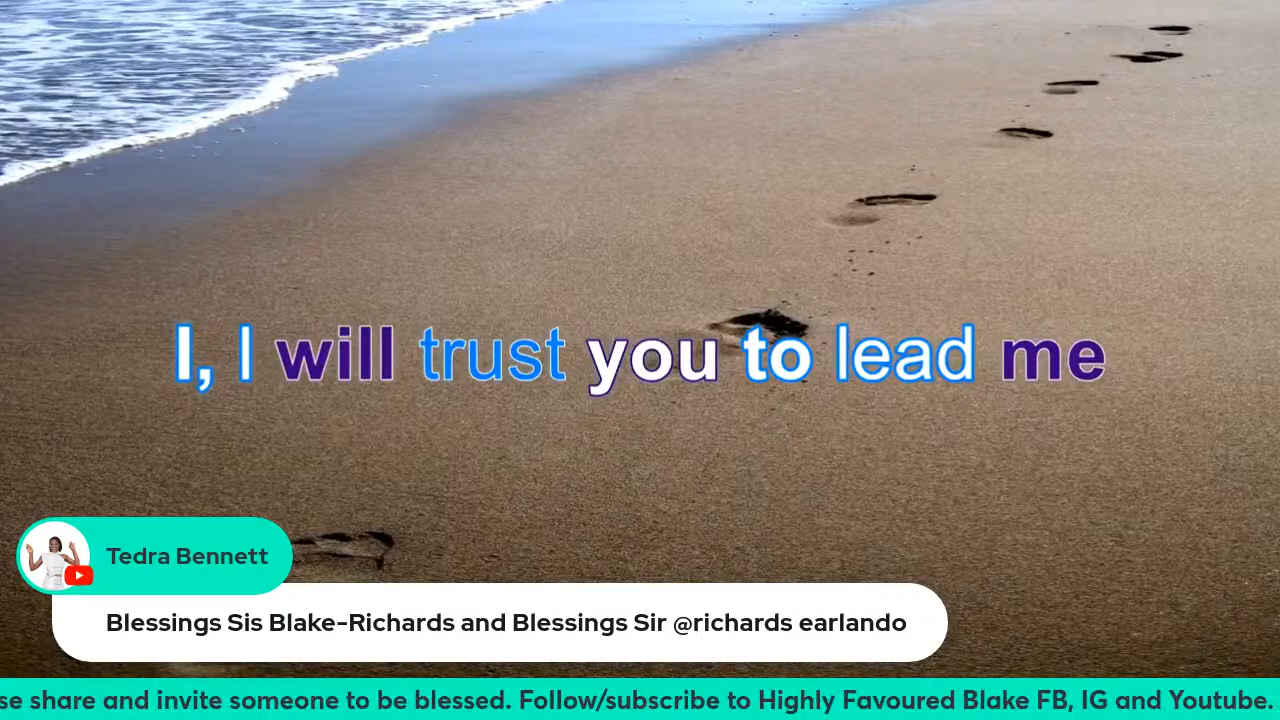 I, I will trust you to lead me
Tedra Bennett
Blessings Sis Blake-Richards and Blessings Sir @richards earlando
se share and invite someone to be blessed. Follow/subscribe to Highly Favoured Blake FB, IG and Youtube.